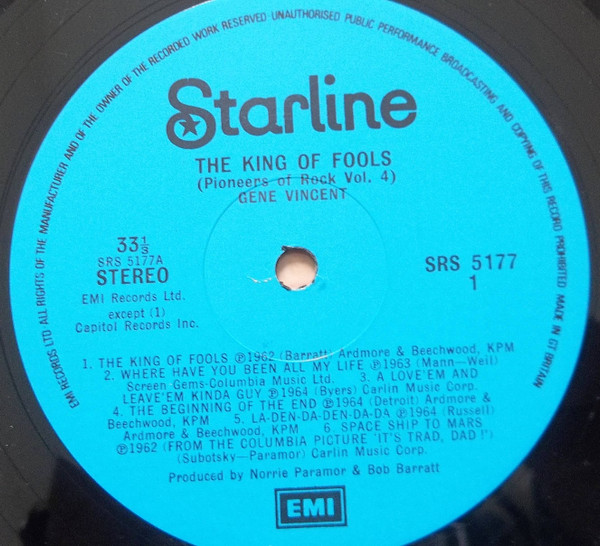 EMI RECORDS LTD ALL RIGHTS OF THE MANUFACTURER AND OF THE OWNER OF THE RECORDED WORK RESERVED UNAUTHORISED PUBLIC PERFORMANCE BROADCASTING AND COPYING OF THIS RECORD PROHIBITED MADE IN GT BRITAIN
Starline
THE KING OF FOOLS
(Pioneers of Rock Vol. 4)
GENE VINCENT
33⅓
SRS 5177A
STEREO
EMI Records Ltd.
except (1)
Capitol Records Inc.
SRS 5177
1
1. THE KING OF FOOLS ℗1962 (Barratt) Ardmore & Beechwood, KPM
2. WHERE HAVE YOU BEEN ALL MY LIFE ℗1963 (Mann—Weil)
Screen Gems-Columbia Music Ltd. 3. A LOVE'EM AND
LEAVE'EM KINDA GUY ℗1964 (Byers) Carlin Music Corp.
4. THE BEGINNING OF THE END ℗1964 (Detroit) Ardmore &
Beechwood, KPM 5. LA-DEN-DA-DEN-DA-DA ℗1964 (Russell)
Ardmore & Beechwood, KPM 6. SPACE SHIP TO MARS
℗1962 (FROM THE COLUMBIA PICTURE 'IT'S TRAD, DAD !')
(Subotsky—Paramor) Carlin Music Corp.
Produced by Norrie Paramor & Bob Barratt
EMI